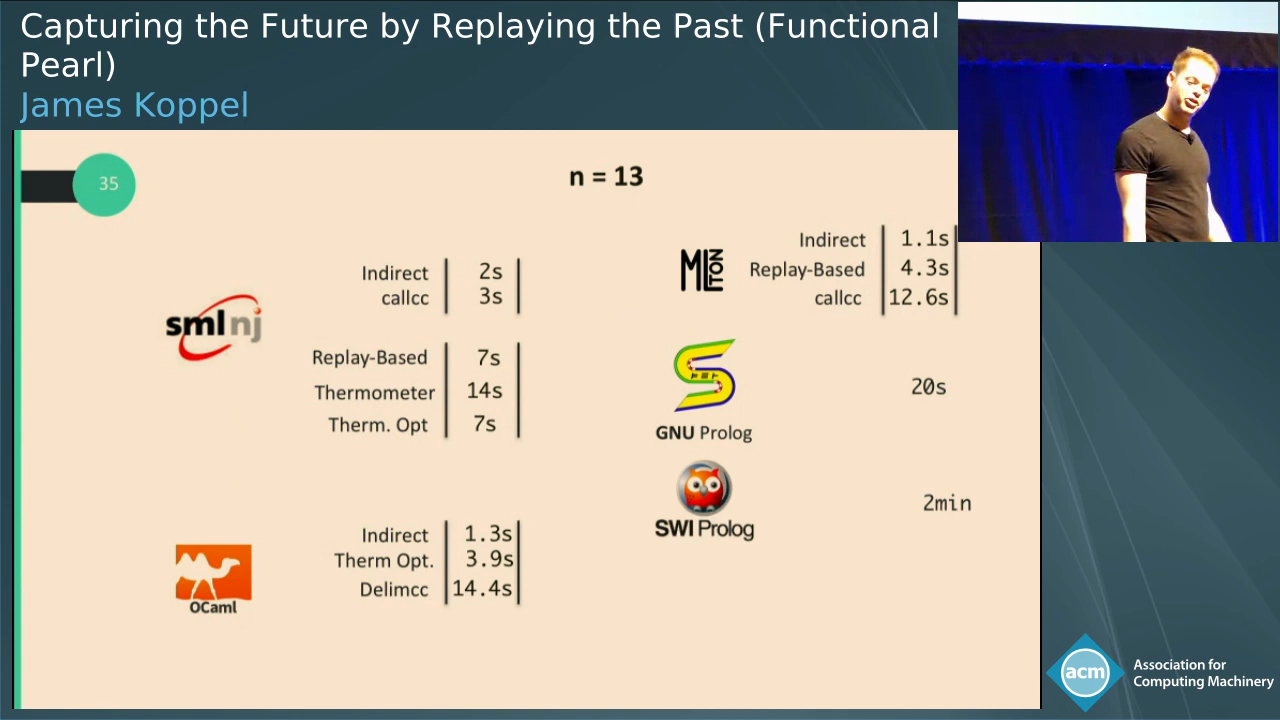 Capturing the Future by Replaying the Past (Functional
Pearl)
James Koppel
35
n = 13
smlnj
Indirect 2s
callcc 3s
Replay-Based 7s
Thermometer 14s
Therm. Opt 7s
OCaml
Indirect 1.3s
Therm Opt. 3.9s
Delimcc 14.4s
MLTON
Indirect 1.1s
Replay-Based 4.3s
callcc 12.6s
GNU Prolog
20s
SWI Prolog
2min
acm
Association for
Computing Machinery